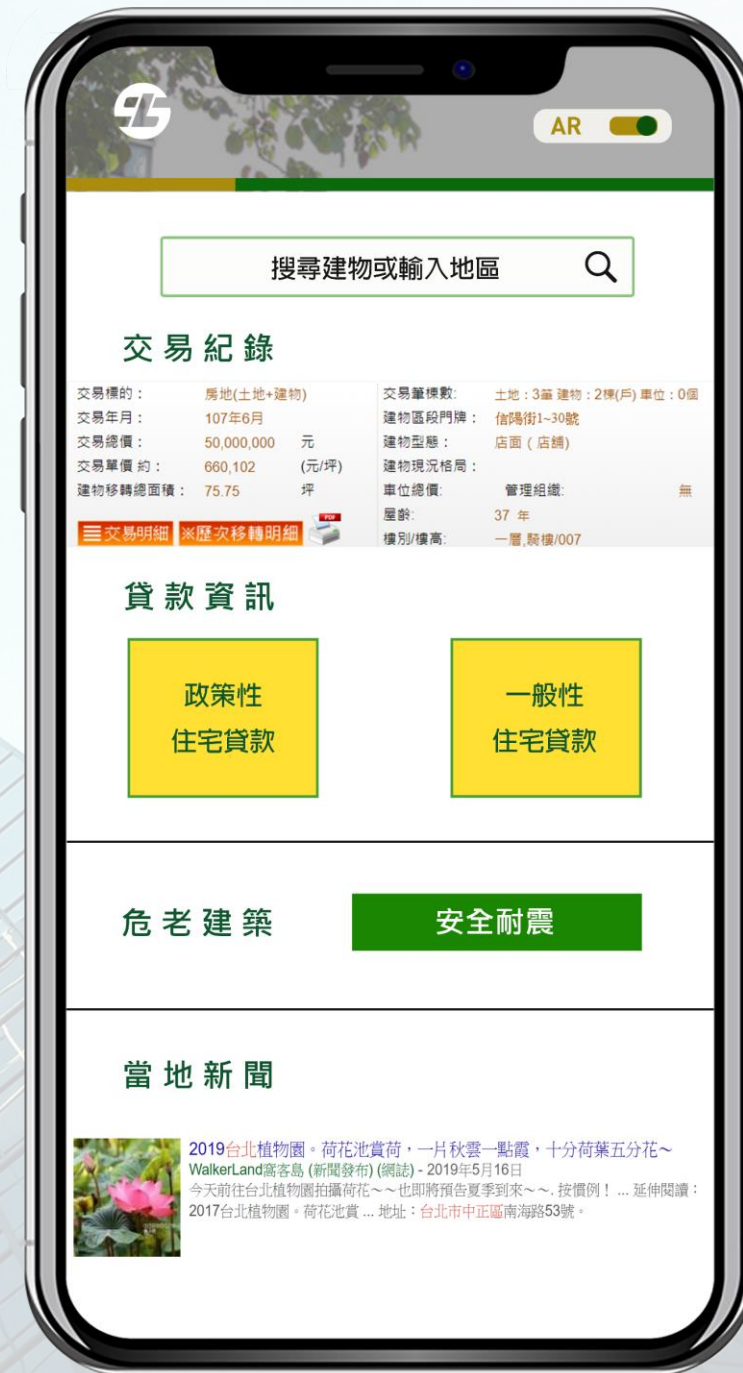 AR
搜尋建物或輸入地區
交易紀錄
交易標的： 房地(土地+建物)
交易年月： 107年6月
交易總價： 50,000,000 元
交易單價 約： 660,102 (元/坪)
建物移轉總面積： 75.75 坪
交易明細 ※歷次移轉明細 PDF
交易筆棟數: 土地：3筆 建物：2棟(戶) 車位：0個
建物區段門牌： 信陽街1~30號
建物型態： 店面（店鋪)
建物現況格局：
車位總價: 管理組織: 無
屋齡: 37 年
樓別/樓高: 一層,騎樓/007
貸款資訊
政策性
住宅貸款
一般性
住宅貸款
危老建築 安全耐震
當地新聞
2019台北植物園。荷花池賞荷，一片秋雲一點霞，十分荷葉五分花～
WalkerLand窩客島 (新聞發布) (網誌) - 2019年5月16日
今天前往台北植物園拍攝荷花～～也即將預告夏季到來～～. 按慣例！ ... 延伸閱讀：
2017台北植物園。荷花池賞 ... 地址：台北市中正區南海路53號。